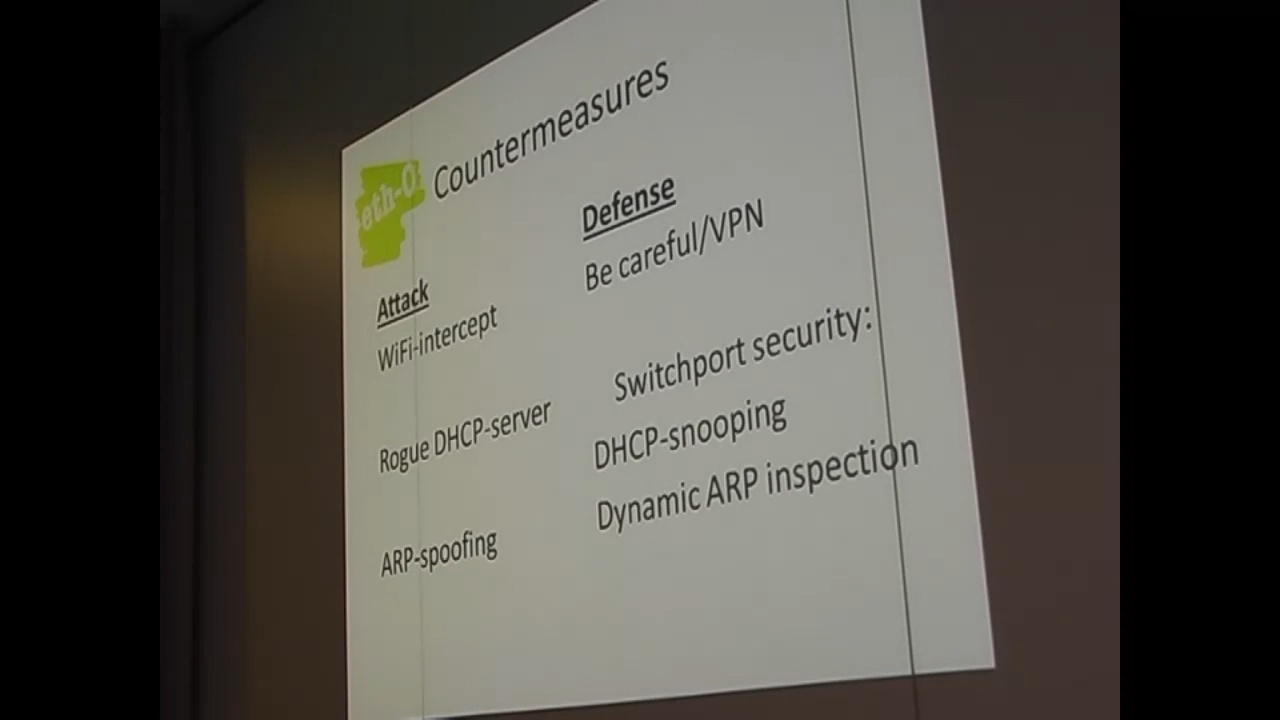 eth-0
Countermeasures
Attack
WiFi-intercept
Rogue DHCP-server
ARP-spoofing
Defense
Be careful/VPN
Switchport security:
DHCP-snooping
Dynamic ARP inspection